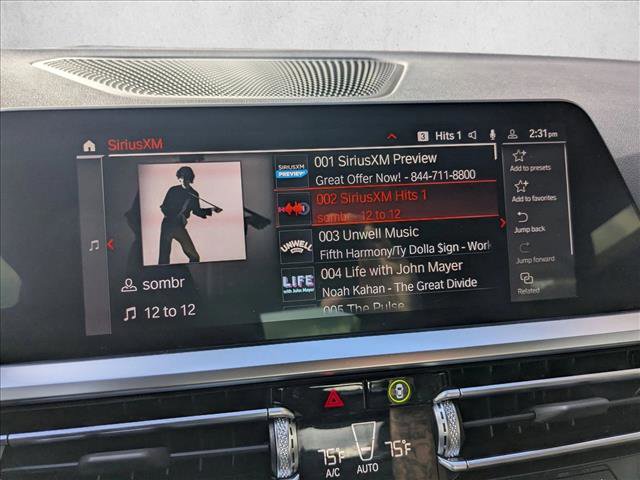 SiriusXM
3 Hits 1 2:31 pm
SIRIUSXM PREVIEW
001 SiriusXM Preview
Great Offer Now! - 844-711-8800
002 SiriusXM Hits 1
sombr - 12 to 12
UNWELL
003 Unwell Music
Fifth Harmony/Ty Dolla $ign - Worl
LIFE with John Mayer
004 Life with John Mayer
Noah Kahan - The Great Divide
005 The Pulse
sombr
12 to 12
Add to presets
Add to favorites
Jump back
Jump forward
Related
75°F
A/C
AUTO
75°F